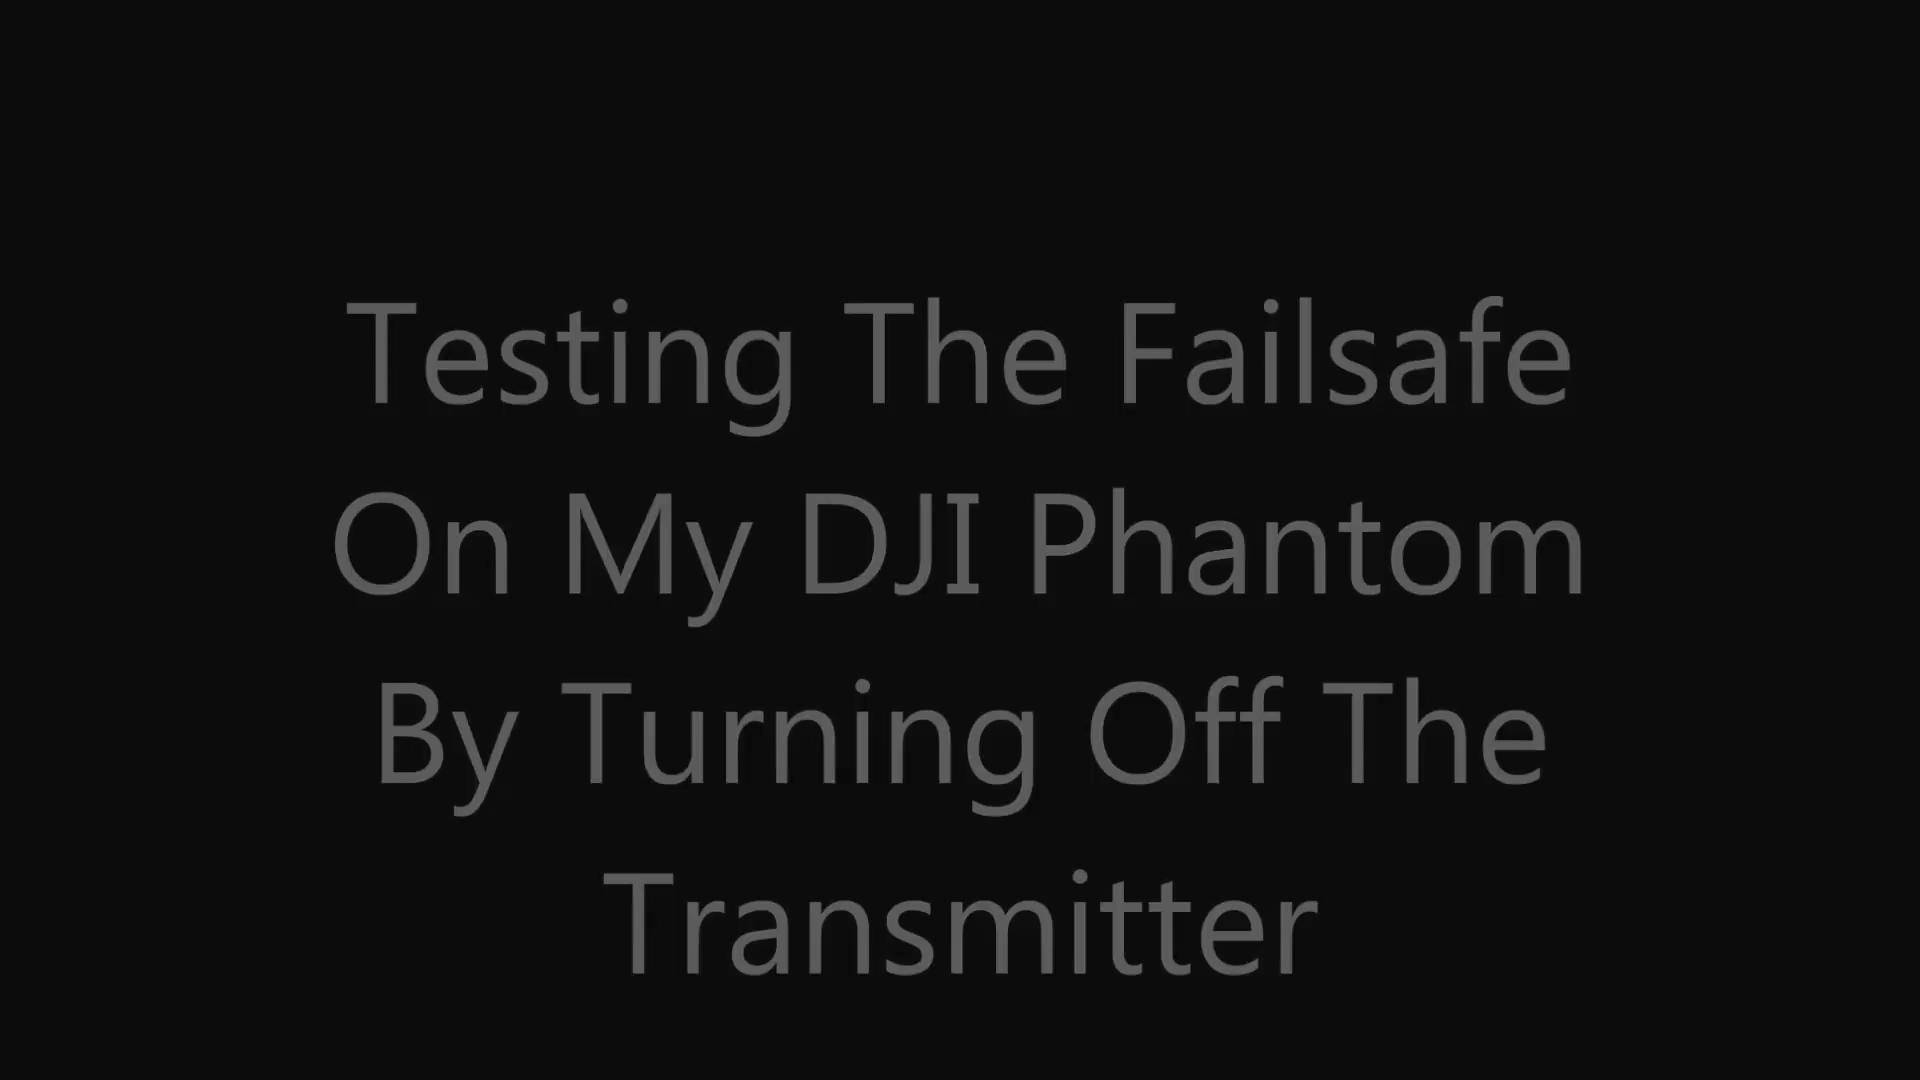 Testing The Failsafe
On My DJI Phantom
By Turning Off The
Transmitter